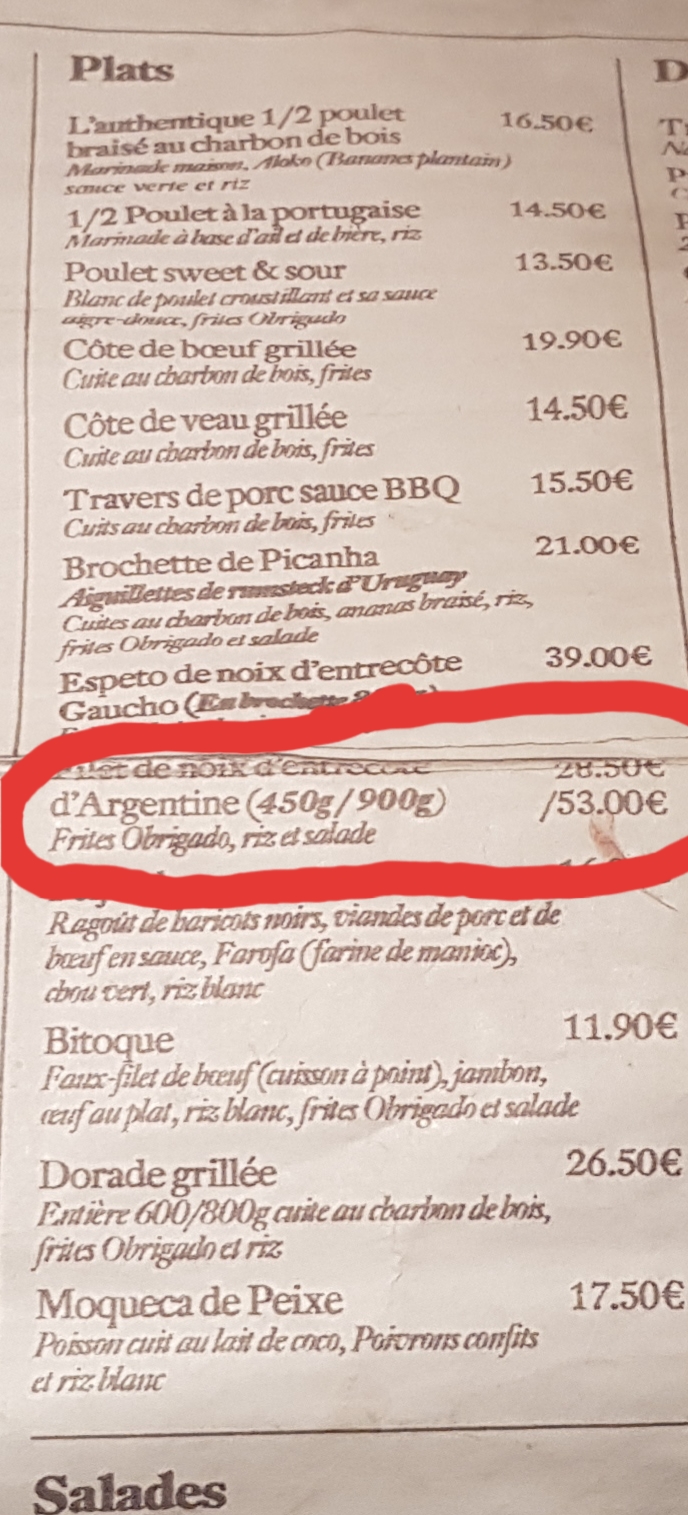 Plats
L'authentique 1/2 poulet 16.50€
braisé au charbon de bois
Marinade maison, Aloko (Bananes plantain)
sauce verte et riz
1/2 Poulet à la portugaise 14.50€
Marinade à base d'ail et de bière, riz
Poulet sweet & sour 13.50€
Blanc de poulet croustillant et sa sauce
aigre-douce, frites Obrigado
Côte de bœuf grillée 19.90€
Cuite au charbon de bois, frites
Côte de veau grillée 14.50€
Cuite au charbon de bois, frites
Travers de porc sauce BBQ 15.50€
Cuits au charbon de bois, frites
Brochette de Picanha 21.00€
Aiguillettes de rumsteck d'Uruguay
Cuites au charbon de bois, ananas braisé, riz,
frites Obrigado et salade
Espeto de noix d'entrecôte 39.00€
Gaucho (En brochette
de noix d'entrecôte 28.50€
d'Argentine (450g/900g) /53.00€
Frites Obrigado, riz et salade
Ragoût de haricots noirs, viandes de porc et de
bœuf en sauce, Farofa (farine de manioc),
chou vert, riz blanc
Bitoque 11.90€
Faux-filet de bœuf (cuisson à point), jambon,
œuf au plat, riz blanc, frites Obrigado et salade
Dorade grillée 26.50€
Entière 600/800g cuite au charbon de bois,
frites Obrigado et riz
Moqueca de Peixe 17.50€
Poisson cuit au lait de coco, Poivrons confits
et riz blanc
Salades